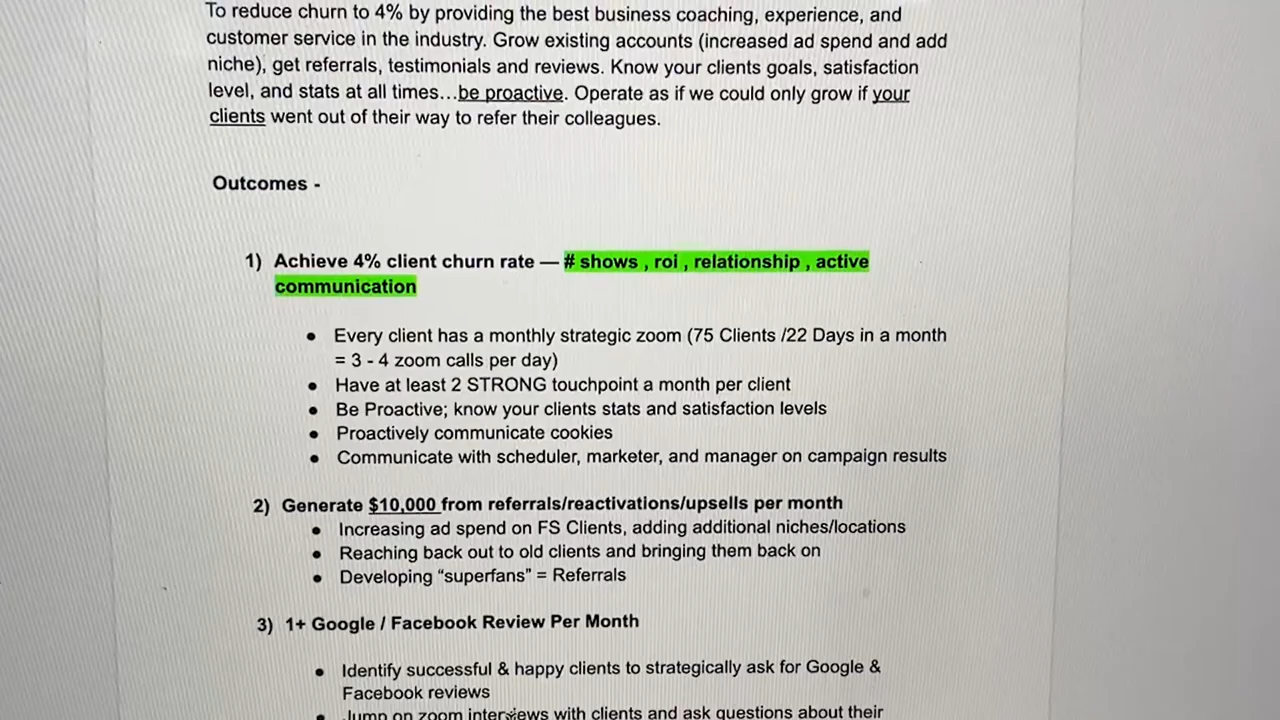 To reduce churn to 4% by providing the best business coaching, experience, and
customer service in the industry. Grow existing accounts (increased ad spend and add
niche), get referrals, testimonials and reviews. Know your clients goals, satisfaction
level, and stats at all times…be proactive. Operate as if we could only grow if your
clients went out of their way to refer their colleagues.
Outcomes -
1) Achieve 4% client churn rate — # shows , roi , relationship , active
communication
• Every client has a monthly strategic zoom (75 Clients /22 Days in a month
= 3 - 4 zoom calls per day)
• Have at least 2 STRONG touchpoint a month per client
• Be Proactive; know your clients stats and satisfaction levels
• Proactively communicate cookies
• Communicate with scheduler, marketer, and manager on campaign results
2) Generate $10,000 from referrals/reactivations/upsells per month
• Increasing ad spend on FS Clients, adding additional niches/locations
• Reaching back out to old clients and bringing them back on
• Developing “superfans” = Referrals
3) 1+ Google / Facebook Review Per Month
• Identify successful & happy clients to strategically ask for Google &
Facebook reviews
• Jump on zoom interviews with clients and ask questions about their